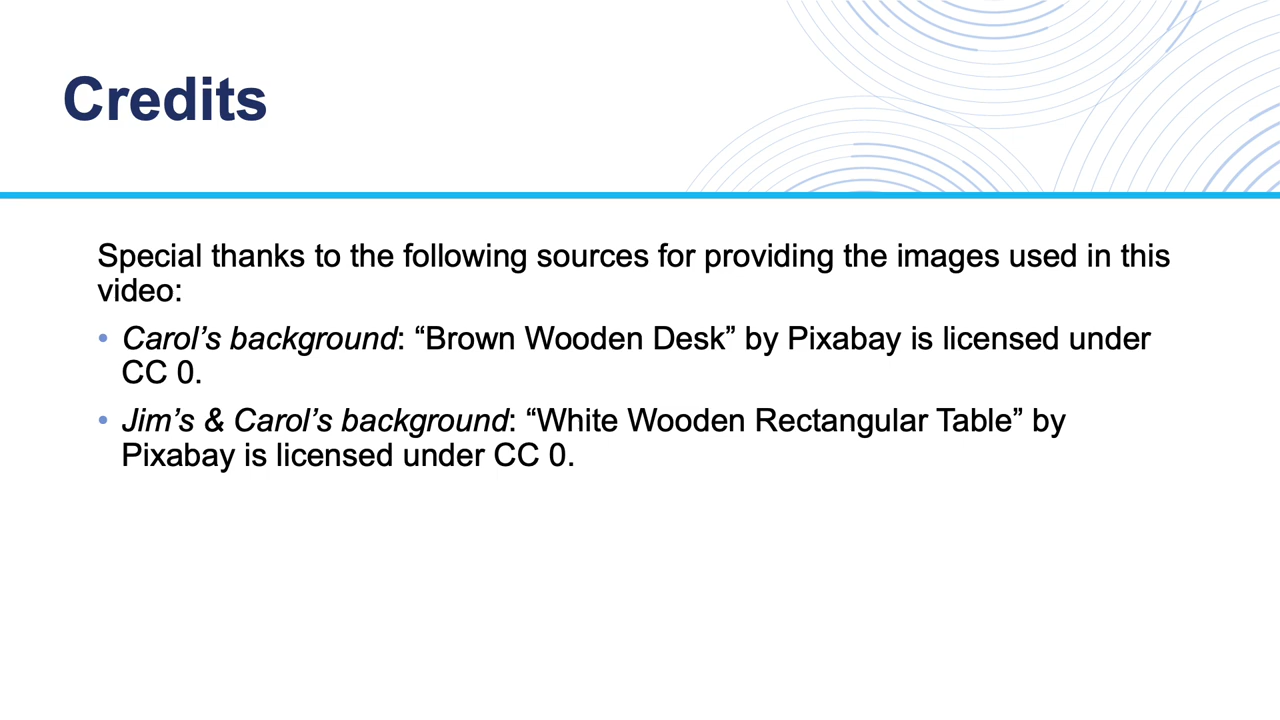 Credits
Special thanks to the following sources for providing the images used in this
video:
• Carol’s background: “Brown Wooden Desk” by Pixabay is licensed under
CC 0.
• Jim’s & Carol’s background: “White Wooden Rectangular Table” by
Pixabay is licensed under CC 0.